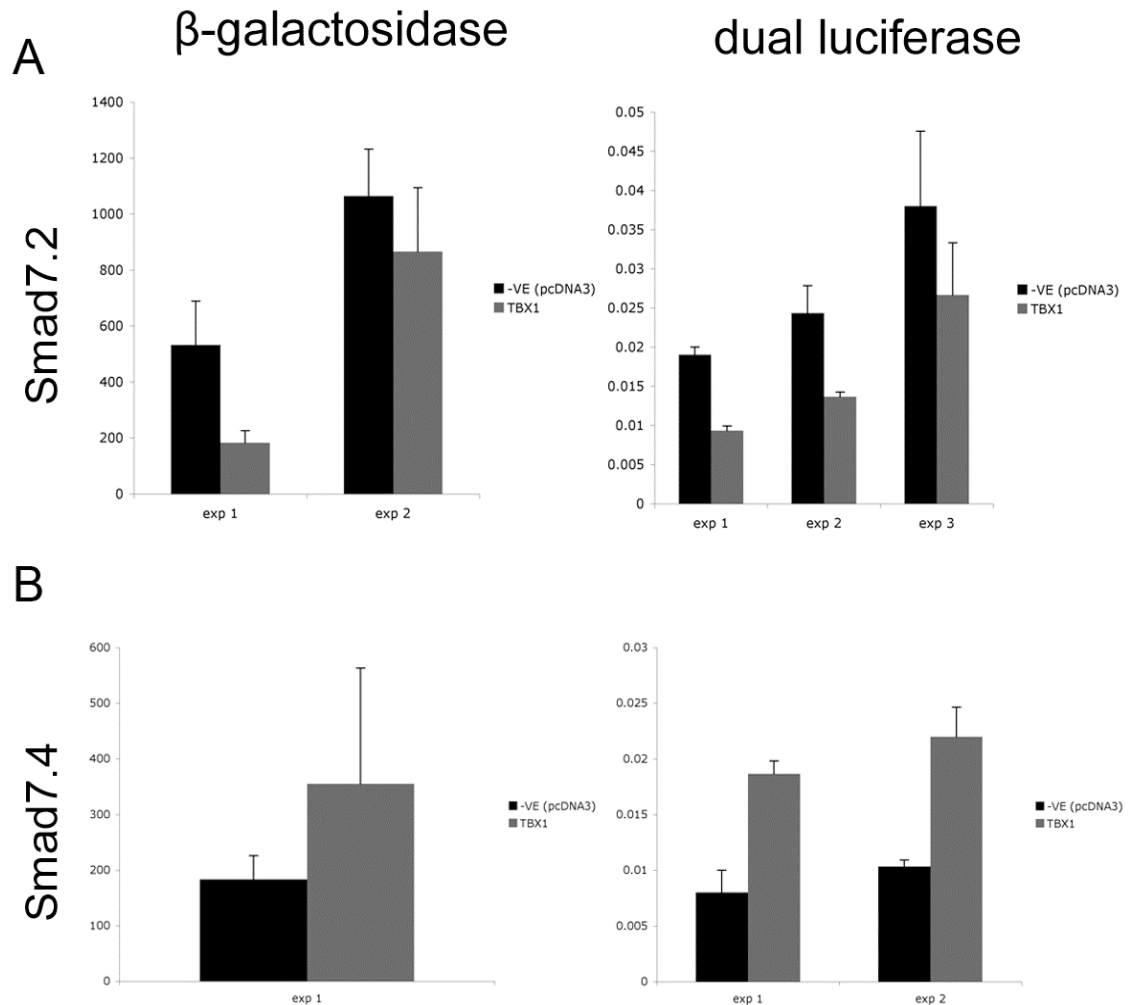 β-galactosidase
dual luciferase
A
Smad7.2
1400
1200
1000
800
600
400
200
0
exp 1
exp 2
-VE (pcDNA3)
TBX1
0.05
0.045
0.04
0.035
0.03
0.025
0.02
0.015
0.01
0.005
0
exp 1
exp 2
exp 3
-VE (pcDNA3)
TBX1
B
Smad7.4
600
500
400
300
200
100
0
exp 1
-VE (pcDNA3)
TBX1
0.03
0.025
0.02
0.015
0.01
0.005
0
exp 1
exp 2
-VE (pcDNA3)
TBX1